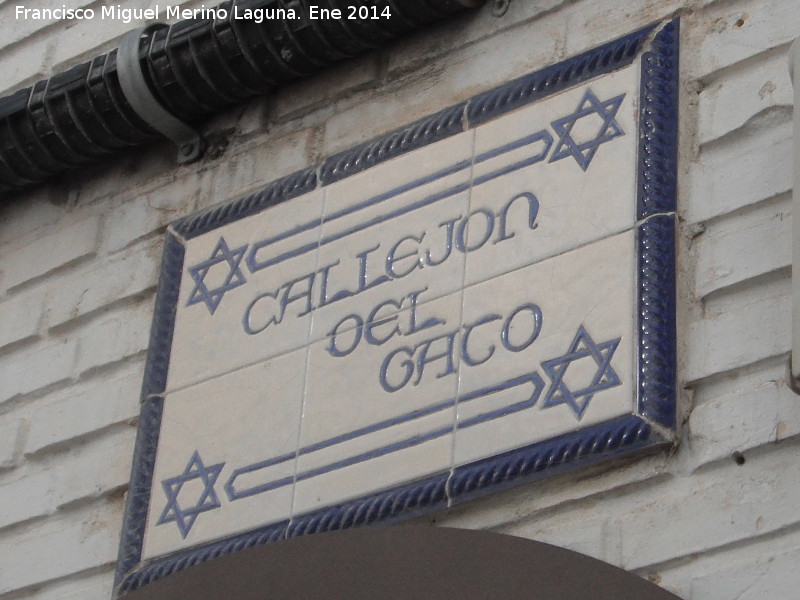 Francisco Miguel Merino Laguna. Ene 2014
CALLEJON
DEL
GATO